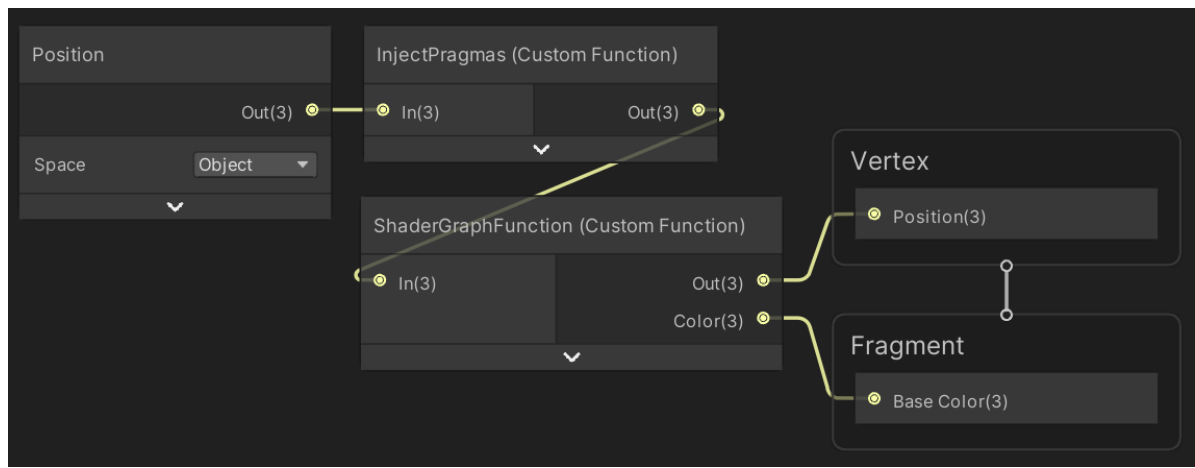 Position
Out(3)
Space
Object
InjectPragmas (Custom Function)
In(3)
Out(3)
ShaderGraphFunction (Custom Function)
In(3)
Out(3)
Color(3)
Vertex
Position(3)
Fragment
Base Color(3)